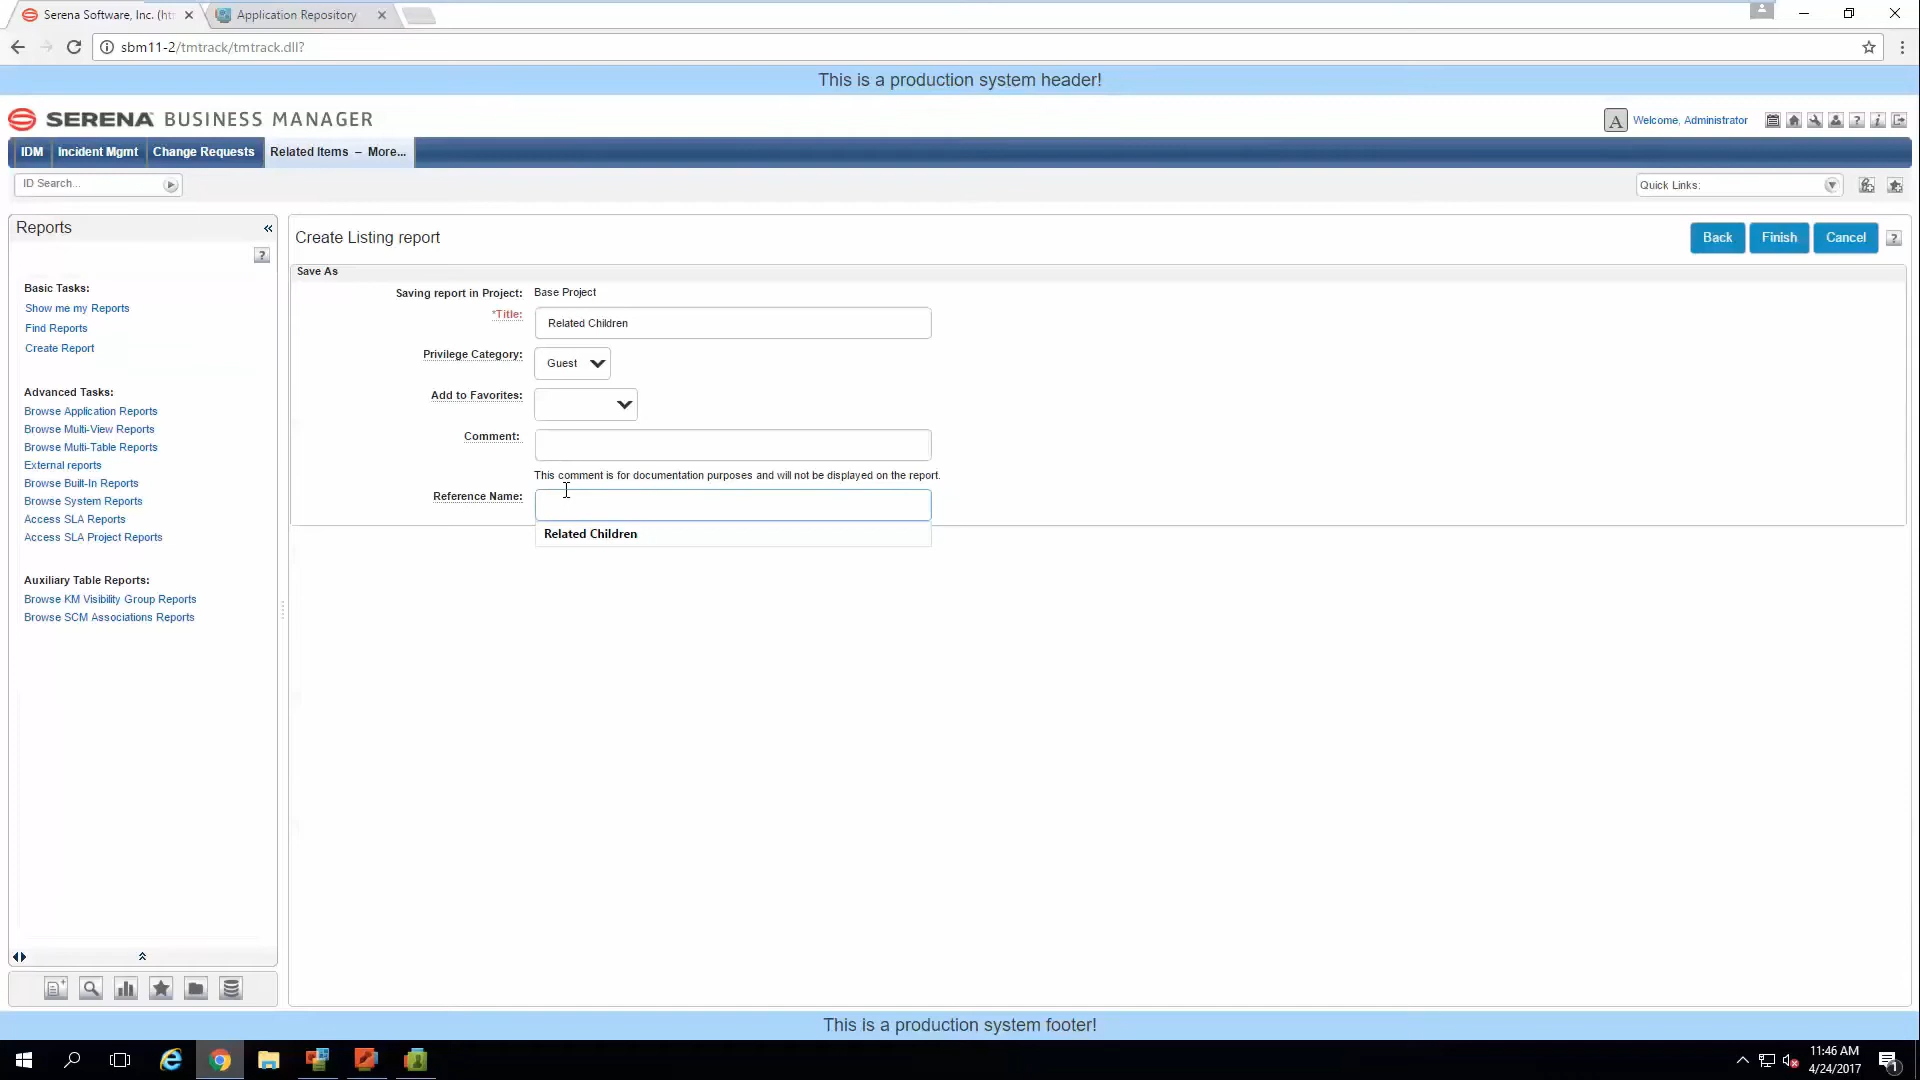 Serena Software, Inc. (ht
Application Repository
sbm11-2/tmtrack/tmtrack.dll?
This is a production system header!
SERENA BUSINESS MANAGER
A Welcome, Administrator
IDM Incident Mgmt Change Requests Related Items – More...
ID Search...
Quick Links:
Reports
Create Listing report
Back Finish Cancel ?
?
Save As
Saving report in Project: Base Project
*Title: Related Children
Privilege Category: Guest
Add to Favorites:
Comment:
This comment is for documentation purposes and will not be displayed on the report.
Reference Name:
Related Children
Basic Tasks:
Show me my Reports
Find Reports
Create Report
Advanced Tasks:
Browse Application Reports
Browse Multi-View Reports
Browse Multi-Table Reports
External reports
Browse Built-In Reports
Browse System Reports
Access SLA Reports
Access SLA Project Reports
Auxiliary Table Reports:
Browse KM Visibility Group Reports
Browse SCM Associations Reports
This is a production system footer!
11:46 AM
4/24/2017
1